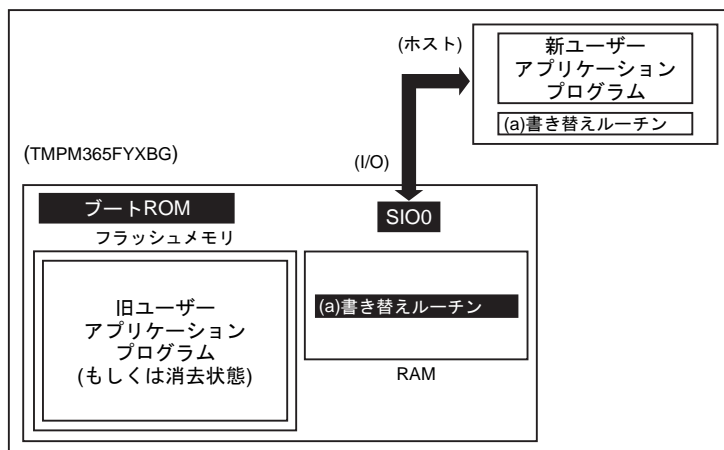 (ホスト)
新ユーザー
アプリケーション
プログラム
(a)書き替えルーチン
(TMPM365FYXBG)
(I/O)
ブートROM
SIO0
フラッシュメモリ
旧ユーザー
アプリケーション
プログラム
(もしくは消去状態)
(a)書き替えルーチン
RAM